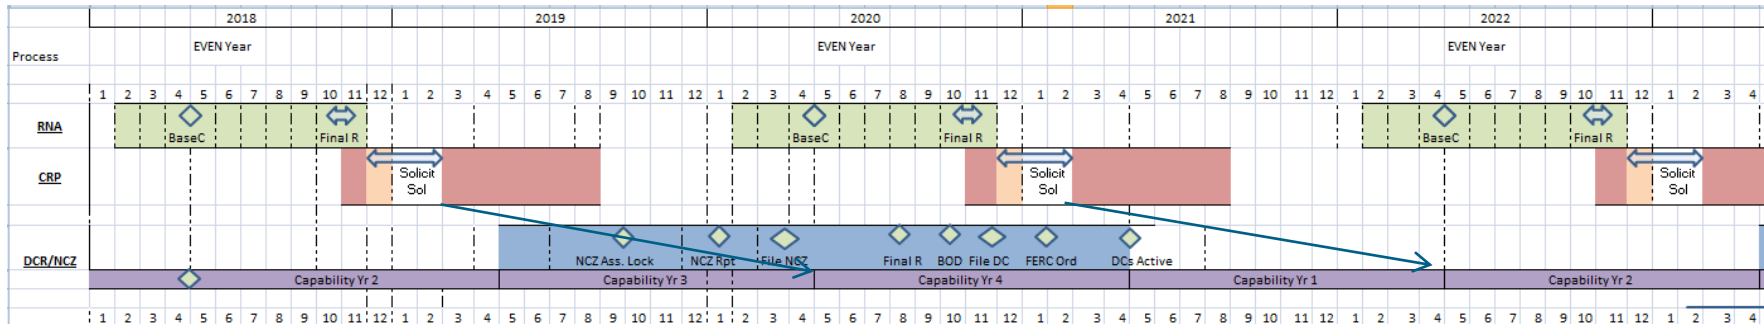 2018 2019 2020 2021 2022
EVEN Year EVEN Year EVEN Year
Process
1 2 3 4 5 6 7 8 9 10 11 12 1 2 3 4 5 6 7 8 9 10 11 12 1 2 3 4 5 6 7 8 9 10 11 12 1 2 3 4 5 6 7 8 9 10 11 12 1 2 3 4 5 6 7 8 9 10 11 12 1 2 3 4
RNA
BaseC Final R BaseC Final R BaseC Final R
CRP
Solicit Solicit Solicit
Sol Sol Sol
DCR/NCZ
NCZ Ass. Lock NCZ Rpt File NCZ Final R BOD File DC FERC Ord DCs Active
Capability Yr 2 Capability Yr 3 Capability Yr 4 Capability Yr 1 Capability Yr 2
1 2 3 4 5 6 7 8 9 10 11 12 1 2 3 4 5 6 7 8 9 10 11 12 1 2 3 4 5 6 7 8 9 10 11 12 1 2 3 4 5 6 7 8 9 10 11 12 1 2 3 4 5 6 7 8 9 10 11 12 1 2 3 4